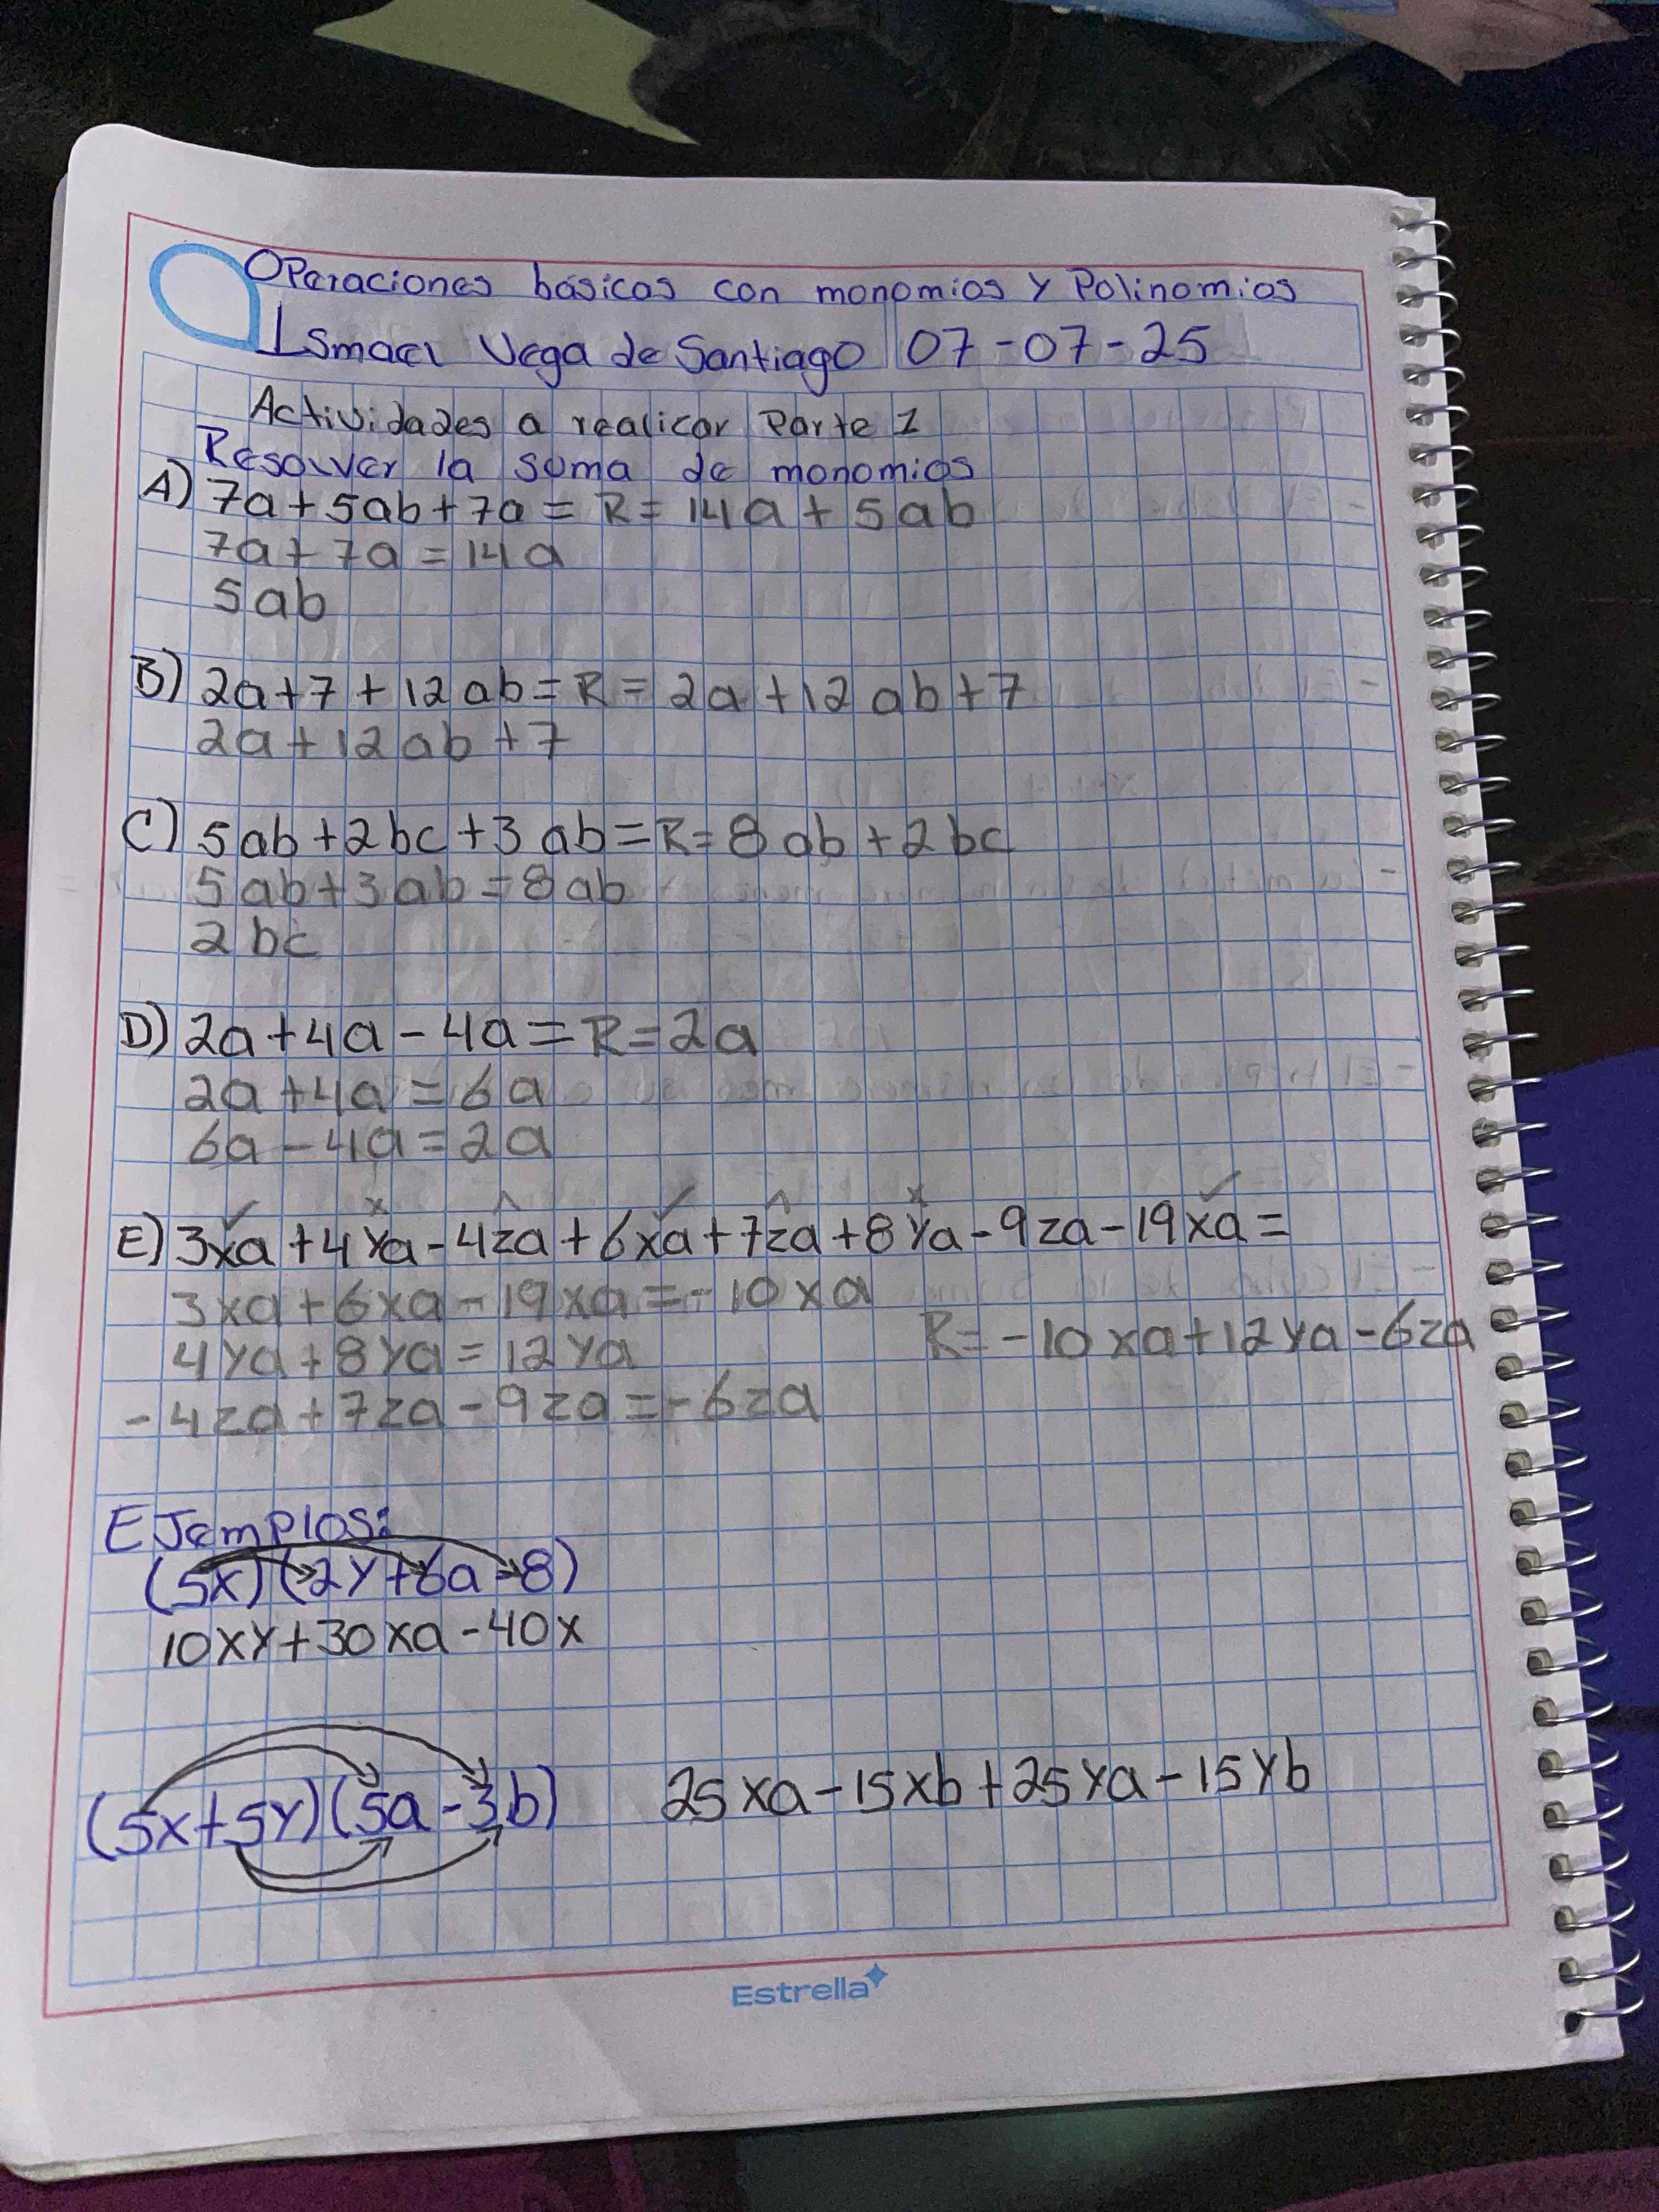 Operaciones básicas con monomios y Polinomios
Ismael Vega de Santiago 07-07-25
Actividades a realicar Parte 1
Resolver la suma de monomios
A) 7a+5ab+7a= R= 14a+5ab
7a+7a=14a
5ab
B) 2a+7+12ab=R=2a+12ab+7
2a+12ab+7
C) 5ab+2bc+3ab=R=8ab+2bc
5ab+3ab=8ab
2bc
D) 2a+4a-4a=R=2a
2a+4a=6a
6a-4a=2a
E) 3xa+4ya-4za+6xa+7za+8ya-9za-19xa=
3xa+6xa-19xa=-10xa
R=-10xa+12ya-6za
4ya+8ya=12ya
-4za+7za-9za=-6za
Ejemplos:
(5x)(2y+6a-8)
10xy+30xa-40x
(5x+5y)(5a-3b) 25xa-15xb+25ya-15yb
Estrella